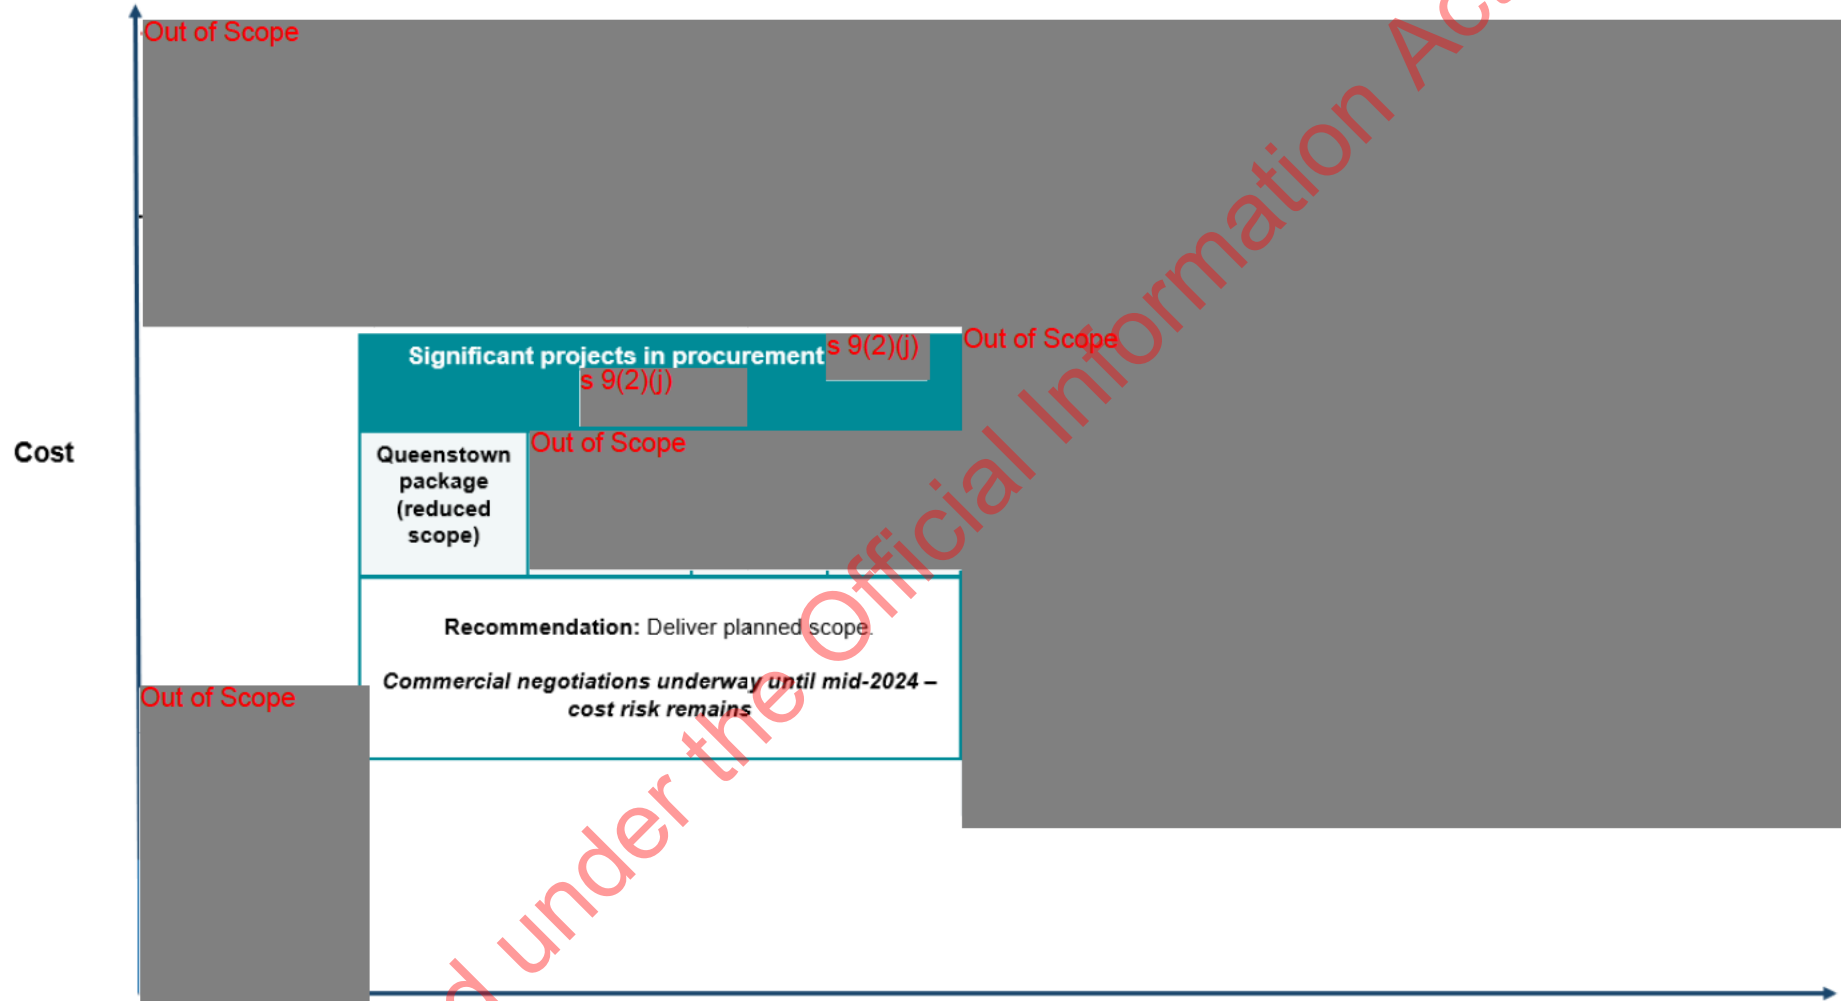 Out of Scope
Significant projects in procurement s 9(2)(j)
s 9(2)(j)
Out of Scope
Cost
Queenstown
package
(reduced
scope)
Out of Scope
Recommendation: Deliver planned scope.
Commercial negotiations underway until mid-2024 –
cost risk remains
Out of Scope
under the Official Information